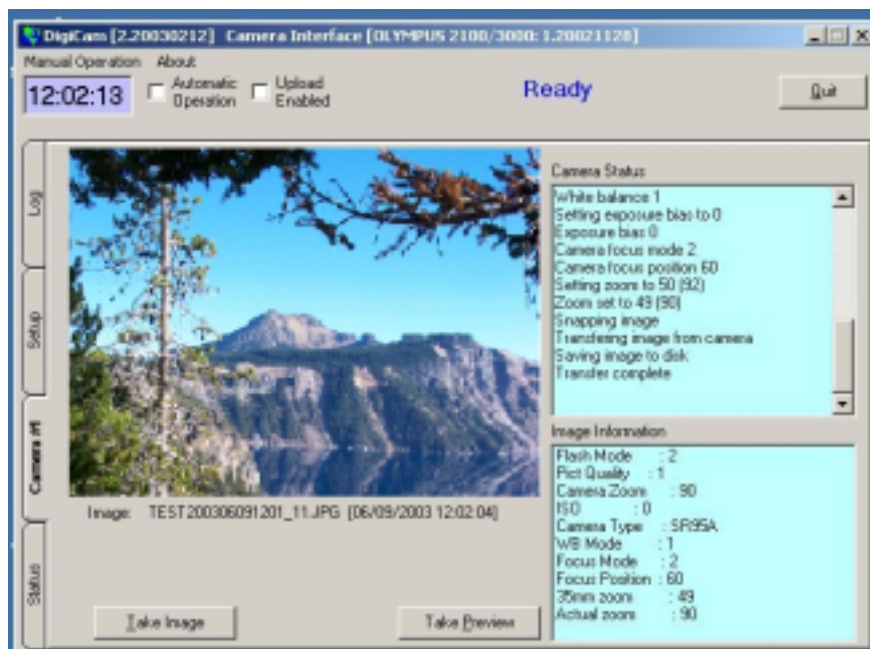 DigiCam [2.20030212]   Camera Interface [OLYMPUS 2100/3000: 1.20021128]
Manual Operation   About
12:02:13
Automatic Operation
Upload Enabled
Ready
Quit
Log
Setup
Camera #1
Status
Image:   TEST200306091201_11.JPG  [06/09/2003 12:02:04]
Take Image
Take Preview
Camera Status
White balance 1
Setting exposure bias to 0
Exposure bias 0
Camera focus mode 2
Camera focus position 60
Setting zoom to 50 (92)
Zoom set to 49 (90)
Snapping image
Transfering image from camera
Saving image to disk
Transfer complete
Image Information
Flash Mode : 2
Pict Quality : 1
Camera Zoom : 90
ISO : 0
Camera Type : SR95A
WB Mode : 1
Focus Mode : 2
Focus Position : 60
35mm zoom : 49
Actual zoom : 90